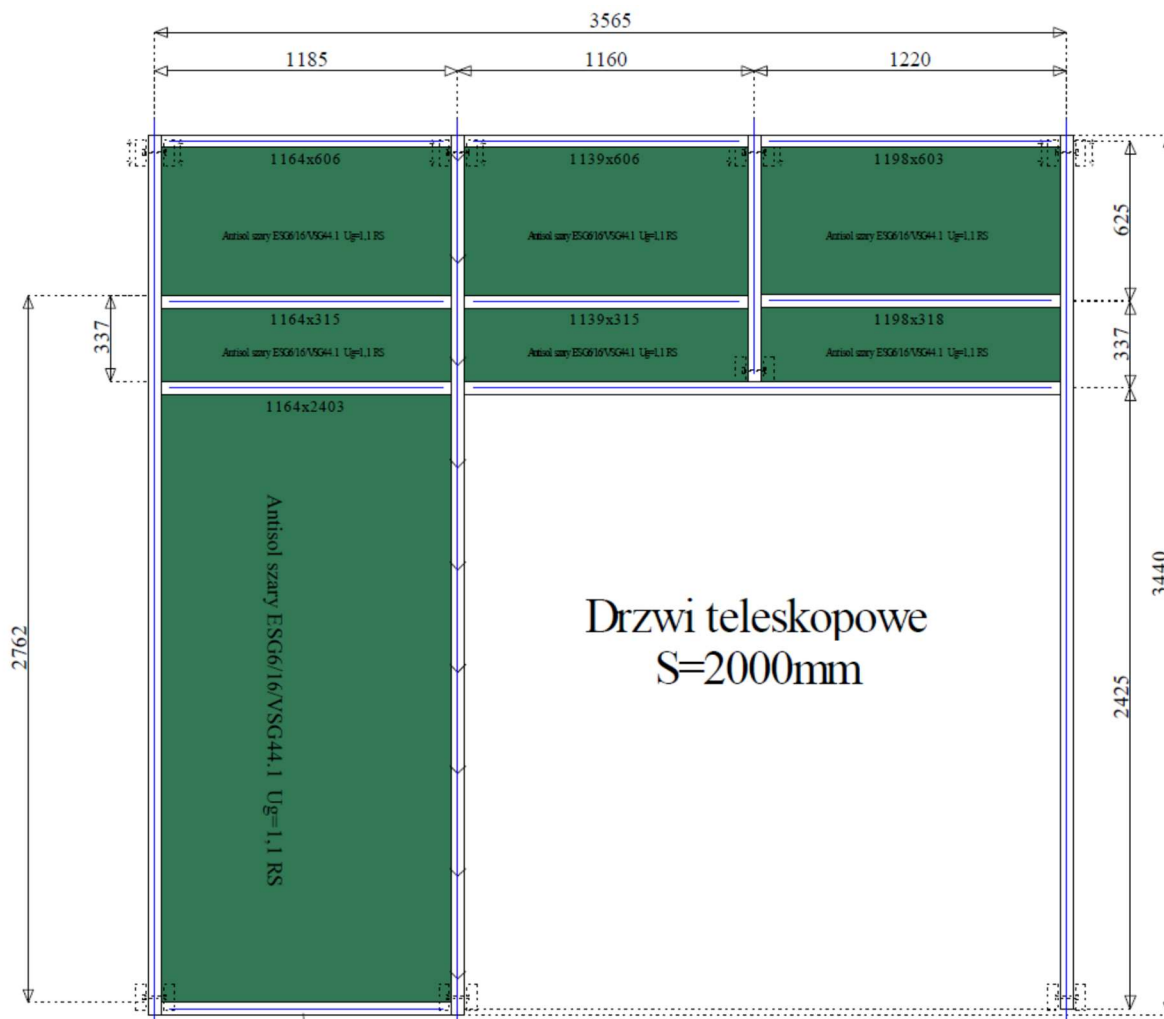 3565
1185 1160 1220
1164x606 1139x606 1198x603
Antisol szary ESG6/16/VSG44.1 Ug=1,1 RS Antisol szary ESG6/16/VSG44.1 Ug=1,1 RS Antisol szary ESG6/16/VSG44.1 Ug=1,1 RS
625
1164x315 1139x315 1198x318
337
337
Antisol szary ESG6/16/VSG44.1 Ug=1,1 RS Antisol szary ESG6/16/VSG44.1 Ug=1,1 RS Antisol szary ESG6/16/VSG44.1 Ug=1,1 RS
1164x2403
Antisol szary ESG6/16/VSG44.1 Ug=1,1 RS
Drzwi teleskopowe
S=2000mm
2762
2425
3440